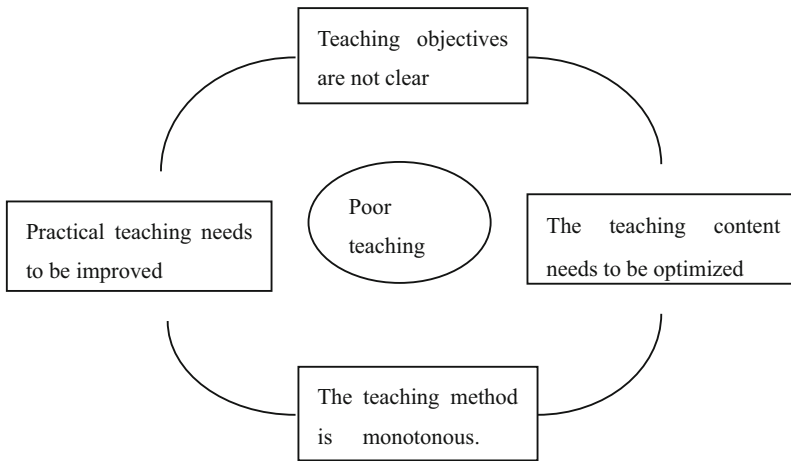 Teaching objectives
are not clear
Practical teaching needs
to be improved
Poor
teaching
The teaching content
needs to be optimized
The teaching method
is monotonous.